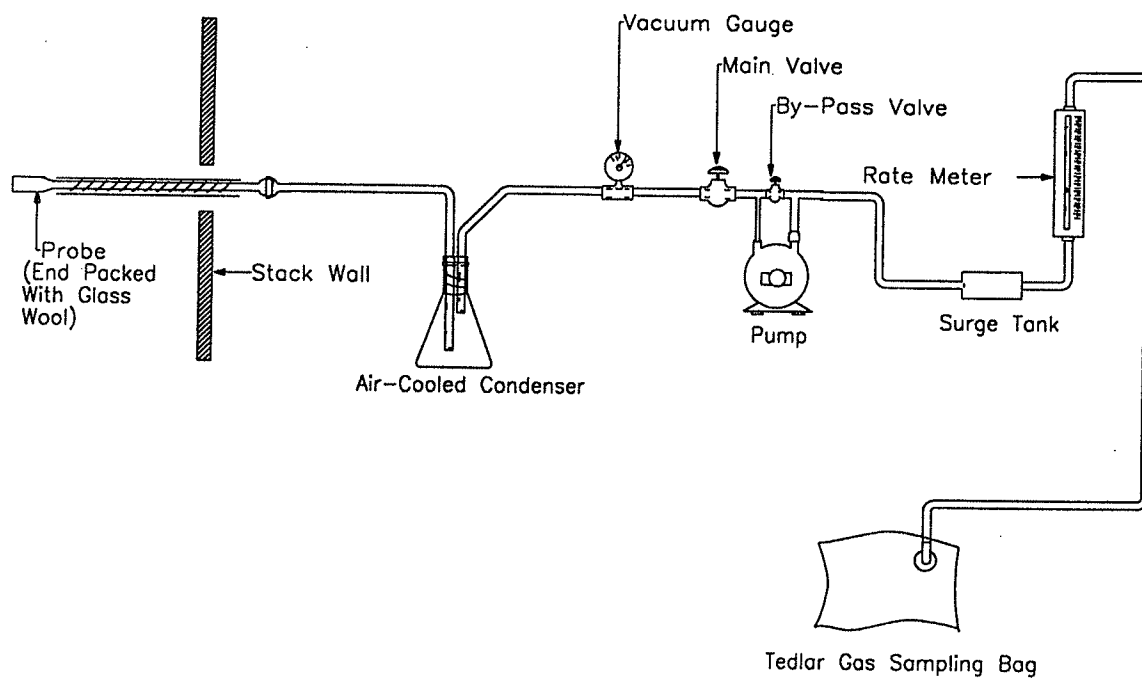 Vacuum Gauge
Main Valve
By-Pass Valve
Rate Meter
Probe
(End Packed
With Glass
Wool)
Stack Wall
Air-Cooled Condenser
Pump
Surge Tank
Tedlar Gas Sampling Bag